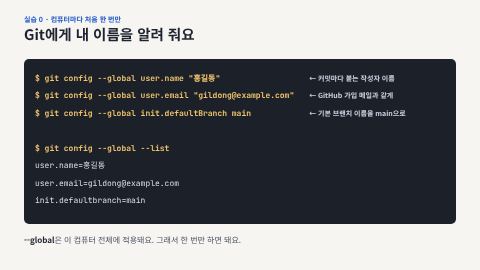 실습 0 · 컴퓨터마다 처음 한 번만
Git에게 내 이름을 알려 줘요
$ git config --global user.name "홍길동" ← 커밋마다 붙는 작성자 이름
$ git config --global user.email "gildong@example.com" ← GitHub 가입 메일과 같게
$ git config --global init.defaultBranch main ← 기본 브랜치 이름을 main으로
$ git config --global --list
user.name=홍길동
user.email=gildong@example.com
init.defaultbranch=main
--global은 이 컴퓨터 전체에 적용돼요. 그래서 한 번만 하면 돼요.